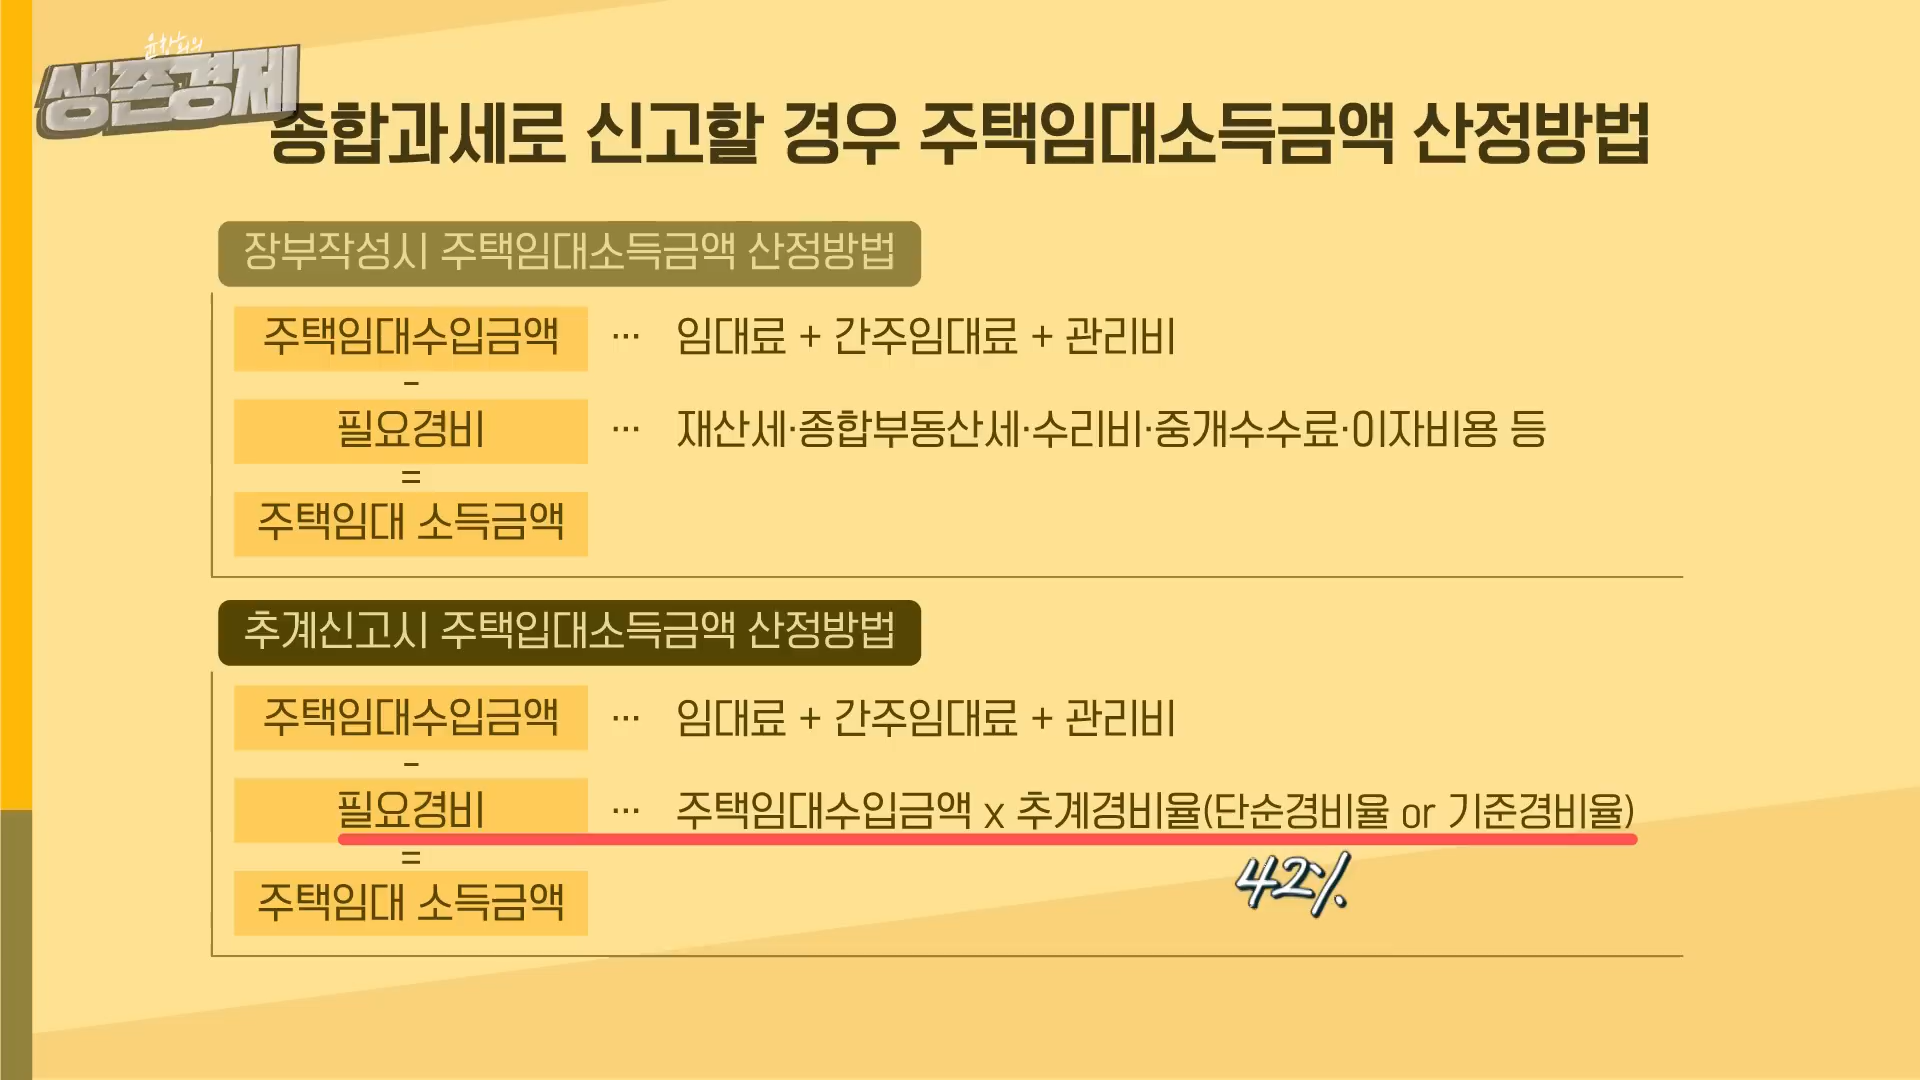 윤창희의
생존경제
종합과세로 신고할 경우 주택임대소득금액 산정방법
장부작성시 주택임대소득금액 산정방법
주택임대수입금액 … 임대료 + 간주임대료 + 관리비
-
필요경비 … 재산세·종합부동산세·수리비·중개수수료·이자비용 등
=
주택임대 소득금액
추계신고시 주택입대소득금액 산정방법
주택임대수입금액 … 임대료 + 간주임대료 + 관리비
-
필요경비 … 주택임대수입금액 x 추계경비율(단순경비율 or 기준경비율)
42%
=
주택임대 소득금액